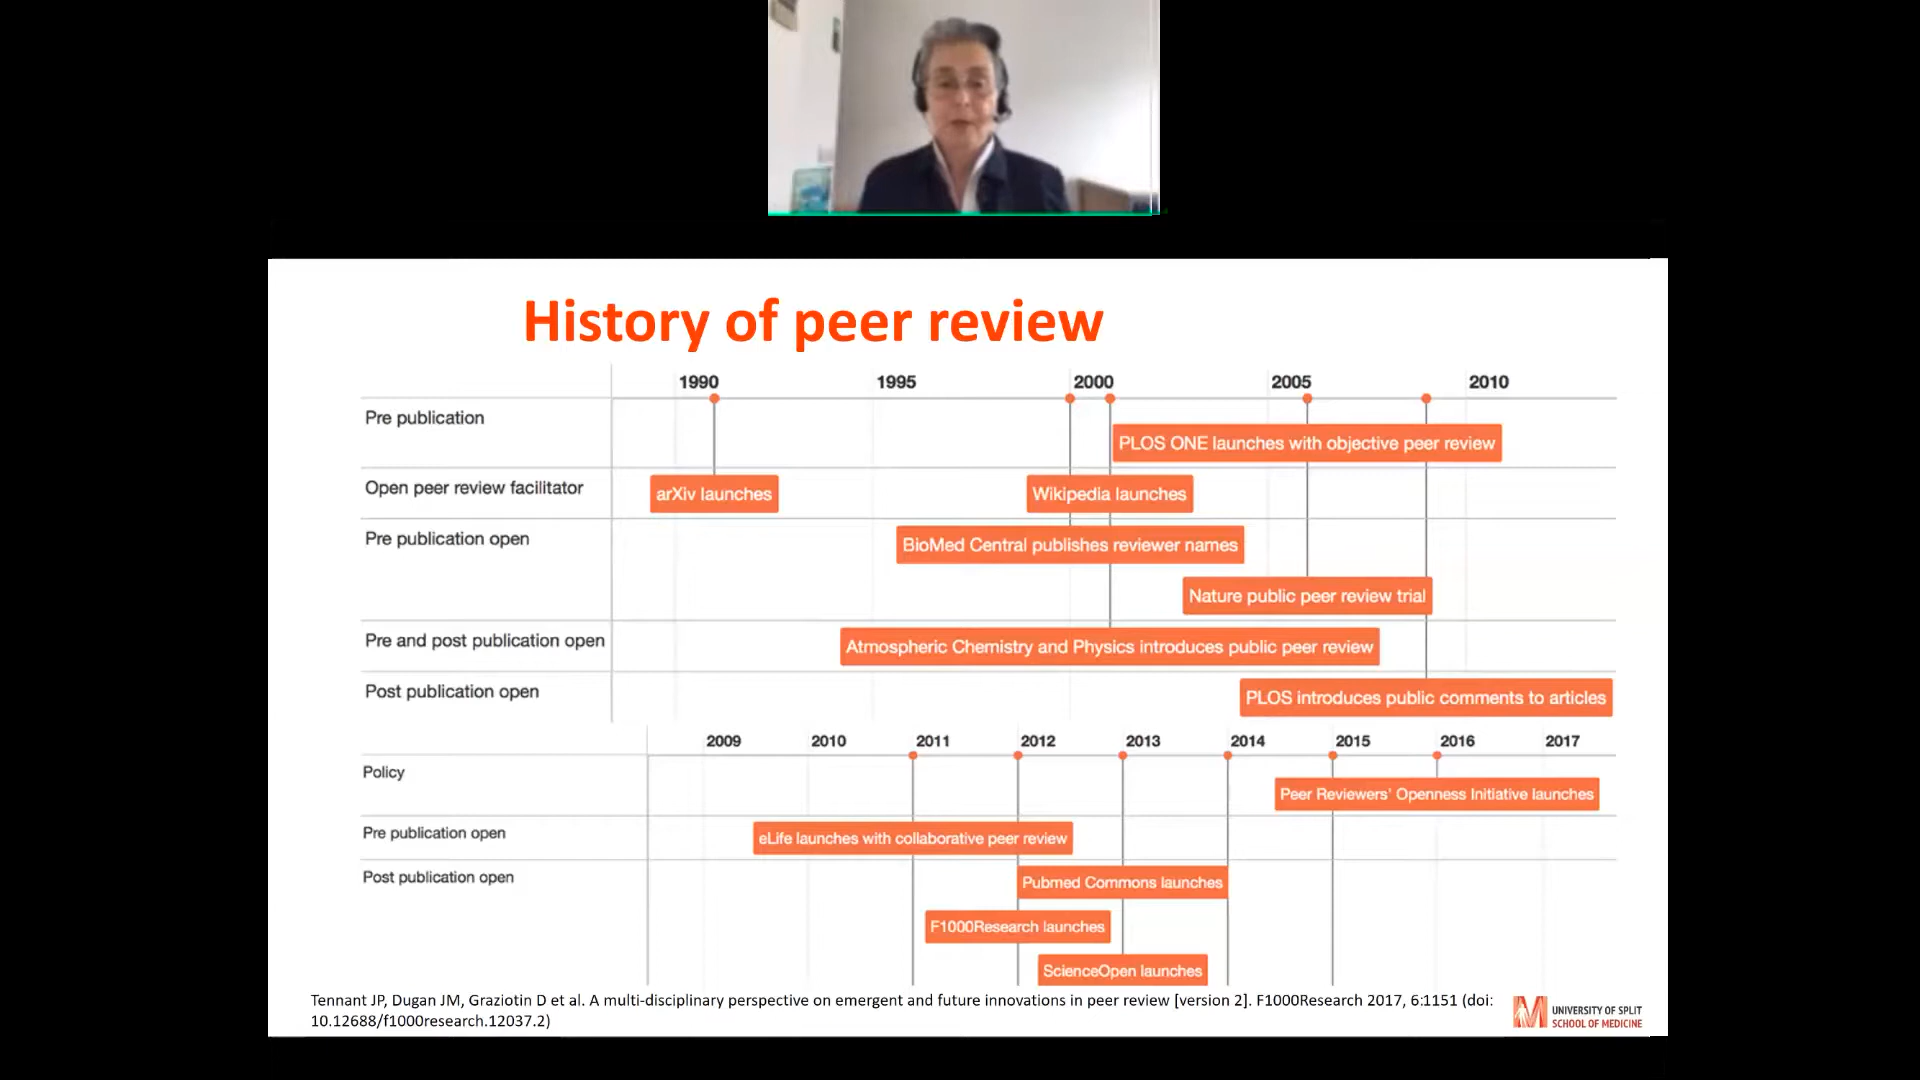 History of peer review
1990 1995 2000 2005 2010
Pre publication
PLOS ONE launches with objective peer review
Open peer review facilitator
arXiv launches
Wikipedia launches
Pre publication open
BioMed Central publishes reviewer names
Nature public peer review trial
Pre and post publication open
Atmospheric Chemistry and Physics introduces public peer review
Post publication open
PLOS introduces public comments to articles
2009 2010 2011 2012 2013 2014 2015 2016 2017
Policy
Peer Reviewers' Openness Initiative launches
Pre publication open
eLife launches with collaborative peer review
Post publication open
Pubmed Commons launches
F1000Research launches
ScienceOpen launches
Tennant JP, Dugan JM, Graziotin D et al. A multi-disciplinary perspective on emergent and future innovations in peer review [version 2]. F1000Research 2017, 6:1151 (doi:
10.12688/f1000research.12037.2)
UNIVERSITY OF SPLIT
SCHOOL OF MEDICINE